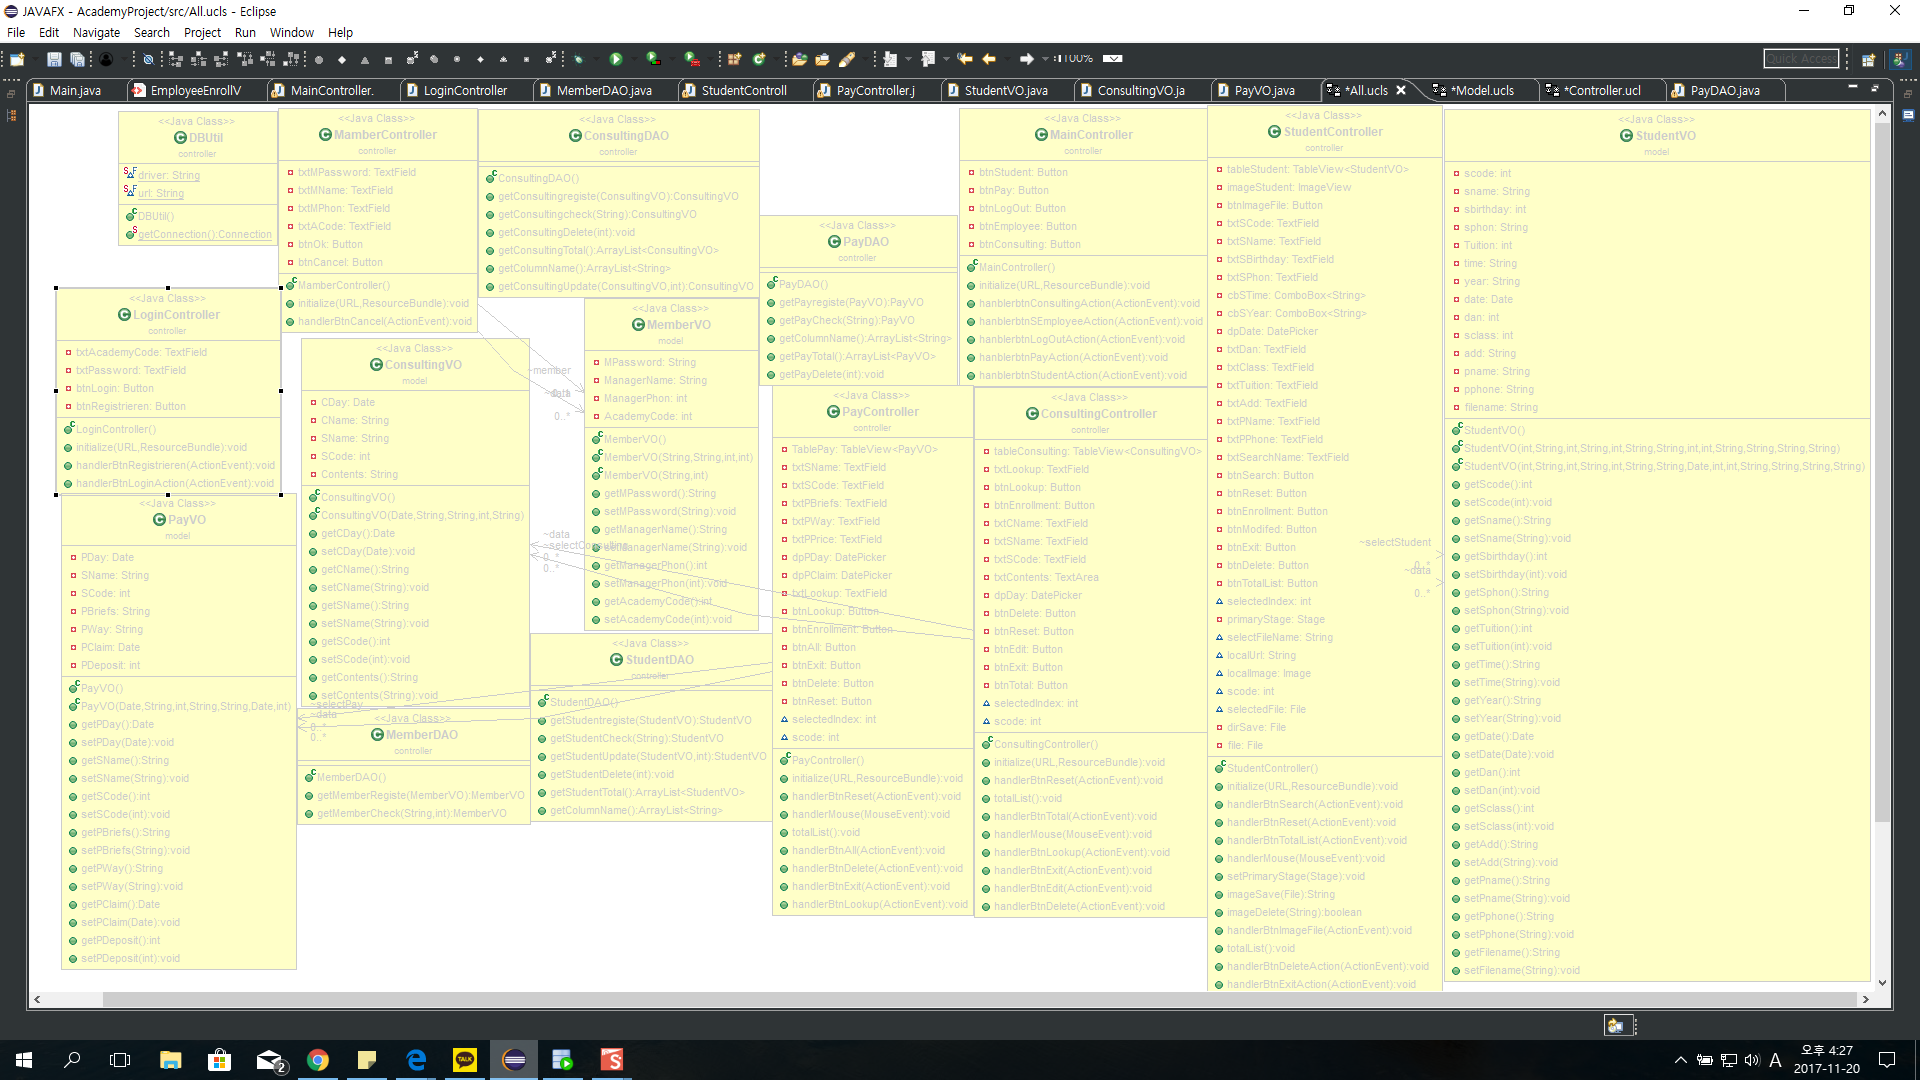 JAVAFX - AcademyProject/src/All.ucls - Eclipse
File Edit Navigate Search Project Run Window Help
100%
Quick Access
Main.java
EmployeeEnrollV
MainController.
LoginController
MemberDAO.java
StudentControll
PayController.j
StudentVO.java
ConsultingVO.ja
PayVO.java
*All.ucls
*Model.ucls
*Controller.ucl
PayDAO.java
<<Java Class>>
DBUtil
controller
driver: String
url: String
DBUtil()
getConnection():Connection
<<Java Class>>
MamberController
controller
txtMPassword: TextField
txtMName: TextField
txtMPhon: TextField
txtACode: TextField
btnOk: Button
btnCancel: Button
MamberController()
initialize(URL,ResourceBundle):void
handlerBtnCancel(ActionEvent):void
<<Java Class>>
ConsultingDAO
controller
ConsultingDAO()
getConsultingregiste(ConsultingVO):ConsultingVO
getConsultingcheck(String):ConsultingVO
getConsultingDelete(int):void
getConsultingTotal():ArrayList<ConsultingVO>
getColumnName():ArrayList<String>
getConsultingUpdate(ConsultingVO,int):ConsultingVO
<<Java Class>>
PayDAO
controller
PayDAO()
getPayregiste(PayVO):PayVO
getPayCheck(String):PayVO
getColumnName():ArrayList<String>
getPayTotal():ArrayList<PayVO>
getPayDelete(int):void
<<Java Class>>
MainController
controller
btnStudent: Button
btnPay: Button
btnLogOut: Button
btnEmployee: Button
btnConsulting: Button
MainController()
initialize(URL,ResourceBundle):void
hanblerbtnConsultingAction(ActionEvent):void
hanblerbtnSEmployeeAction(ActionEvent):void
hanblerbtnLogOutAction(ActionEvent):void
hanblerbtnPayAction(ActionEvent):void
hanblerbtnStudentAction(ActionEvent):void
<<Java Class>>
StudentController
controller
tableStudent: TableView<StudentVO>
imageStudent: ImageView
btnImageFile: Button
txtSCode: TextField
txtSName: TextField
txtSBirthday: TextField
txtSPhon: TextField
cbSTime: ComboBox<String>
cbSYear: ComboBox<String>
dpDate: DatePicker
txtDan: TextField
txtClass: TextField
txtTuition: TextField
txtAdd: TextField
txtPName: TextField
txtPPhone: TextField
txtSearchName: TextField
btnSearch: Button
btnReset: Button
btnEnrollment: Button
btnModifed: Button
btnExit: Button
btnDelete: Button
btnTotalList: Button
selectedIndex: int
primaryStage: Stage
selectFileName: String
localUrl: String
localImage: Image
scode: int
selectedFile: File
dirSave: File
file: File
StudentController()
initialize(URL,ResourceBundle):void
handlerBtnSearch(ActionEvent):void
handlerBtnReset(ActionEvent):void
handlerBtnTotalList(ActionEvent):void
handlerMouse(MouseEvent):void
setPrimaryStage(Stage):void
imageSave(File):String
imageDelete(String):boolean
handlerBtnImageFile(ActionEvent):void
totalList():void
handlerBtnDeleteAction(ActionEvent):void
handlerBtnExitAction(ActionEvent):void
~selectStudent
0..*
~data
0..*
<<Java Class>>
StudentVO
model
scode: int
sname: String
sbirthday: int
sphon: String
Tuition: int
time: String
year: String
date: Date
dan: int
sclass: int
add: String
pname: String
pphone: String
filename: String
StudentVO()
StudentVO(int,String,int,String,int,String,String,int,int,String,String,String,String)
StudentVO(int,String,int,String,int,String,String,Date,int,int,String,String,String,String)
getScode():int
setScode(int):void
getSname():String
setSname(String):void
getSbirthday():int
setSbirthday(int):void
getSphon():String
setSphon(String):void
getTuition():int
setTuition(int):void
getTime():String
setTime(String):void
getYear():String
setYear(String):void
getDate():Date
setDate(Date):void
getDan():int
setDan(int):void
getSclass():int
setSclass(int):void
getAdd():String
setAdd(String):void
getPname():String
setPname(String):void
getPphone():String
setPphone(String):void
getFilename():String
setFilename(String):void
<<Java Class>>
LoginController
controller
txtAcademyCode: TextField
txtPassword: TextField
btnLogin: Button
btnRegistrieren: Button
LoginController()
initialize(URL,ResourceBundle):void
handlerBtnRegistrieren(ActionEvent):void
handlerBtnLoginAction(ActionEvent):void
<<Java Class>>
ConsultingVO
model
CDay: Date
CName: String
SName: String
SCode: int
Contents: String
ConsultingVO()
ConsultingVO(Date,String,String,int,String)
getCDay():Date
setCDay(Date):void
getCName():String
setCName(String):void
getSName():String
setSName(String):void
getSCode():int
setSCode(int):void
getContents():String
setContents(String):void
~member
~data
0..*
<<Java Class>>
MemberVO
model
MPassword: String
ManagerName: String
ManagerPhon: int
AcademyCode: int
MemberVO()
MemberVO(String,String,int,int)
MemberVO(String,int)
getMPassword():String
setMPassword(String):void
getManagerName():String
setManagerName(String):void
getManagerPhon():int
setManagerPhon(int):void
getAcademyCode():int
setAcademyCode(int):void
~data
~selectConsulting
0..*
0..*
<<Java Class>>
PayController
controller
TablePay: TableView<PayVO>
txtSName: TextField
txtSCode: TextField
txtPBriefs: TextField
txtPWay: TextField
txtPPrice: TextField
dpPDay: DatePicker
dpPClaim: DatePicker
txtLookup: TextField
btnLookup: Button
btnEnrollment: Button
btnAll: Button
btnExit: Button
btnDelete: Button
btnReset: Button
selectedIndex: int
scode: int
PayController()
initialize(URL,ResourceBundle):void
handlerBtnReset(ActionEvent):void
handlerMouse(MouseEvent):void
totalList():void
handlerBtnAll(ActionEvent):void
handlerBtnDelete(ActionEvent):void
handlerBtnExit(ActionEvent):void
handlerBtnLookup(ActionEvent):void
<<Java Class>>
ConsultingController
controller
tableConsulting: TableView<ConsultingVO>
txtLookup: TextField
btnLookup: Button
btnEnrollment: Button
txtCName: TextField
txtSName: TextField
txtSCode: TextField
txtContents: TextArea
dpDay: DatePicker
btnDelete: Button
btnReset: Button
btnEdit: Button
btnExit: Button
btnTotal: Button
selectedIndex: int
scode: int
ConsultingController()
initialize(URL,ResourceBundle):void
handlerBtnReset(ActionEvent):void
totalList():void
handlerBtnTotal(ActionEvent):void
handlerMouse(MouseEvent):void
handlerBtnLookup(ActionEvent):void
handlerBtnExit(ActionEvent):void
handlerBtnEdit(ActionEvent):void
handlerBtnDelete(ActionEvent):void
<<Java Class>>
PayVO
model
PDay: Date
SName: String
SCode: int
PBriefs: String
PWay: String
PClaim: Date
PDeposit: int
PayVO()
PayVO(Date,String,int,String,String,Date,int)
getPDay():Date
setPDay(Date):void
getSName():String
setSName(String):void
getSCode():int
setSCode(int):void
getPBriefs():String
setPBriefs(String):void
getPWay():String
setPWay(String):void
getPClaim():Date
setPClaim(Date):void
getPDeposit():int
setPDeposit(int):void
~selectPay
~data
0..*
0..*
<<Java Class>>
MemberDAO
controller
MemberDAO()
getMemberRegiste(MemberVO):MemberVO
getMemberCheck(String,int):MemberVO
<<Java Class>>
StudentDAO
controller
StudentDAO()
getStudentregiste(StudentVO):StudentVO
getStudentCheck(String):StudentVO
getStudentUpdate(StudentVO,int):StudentVO
getStudentDelete(int):void
getStudentTotal():ArrayList<StudentVO>
getColumnName():ArrayList<String>
2
TALK
A
오후 4:27
2017-11-20